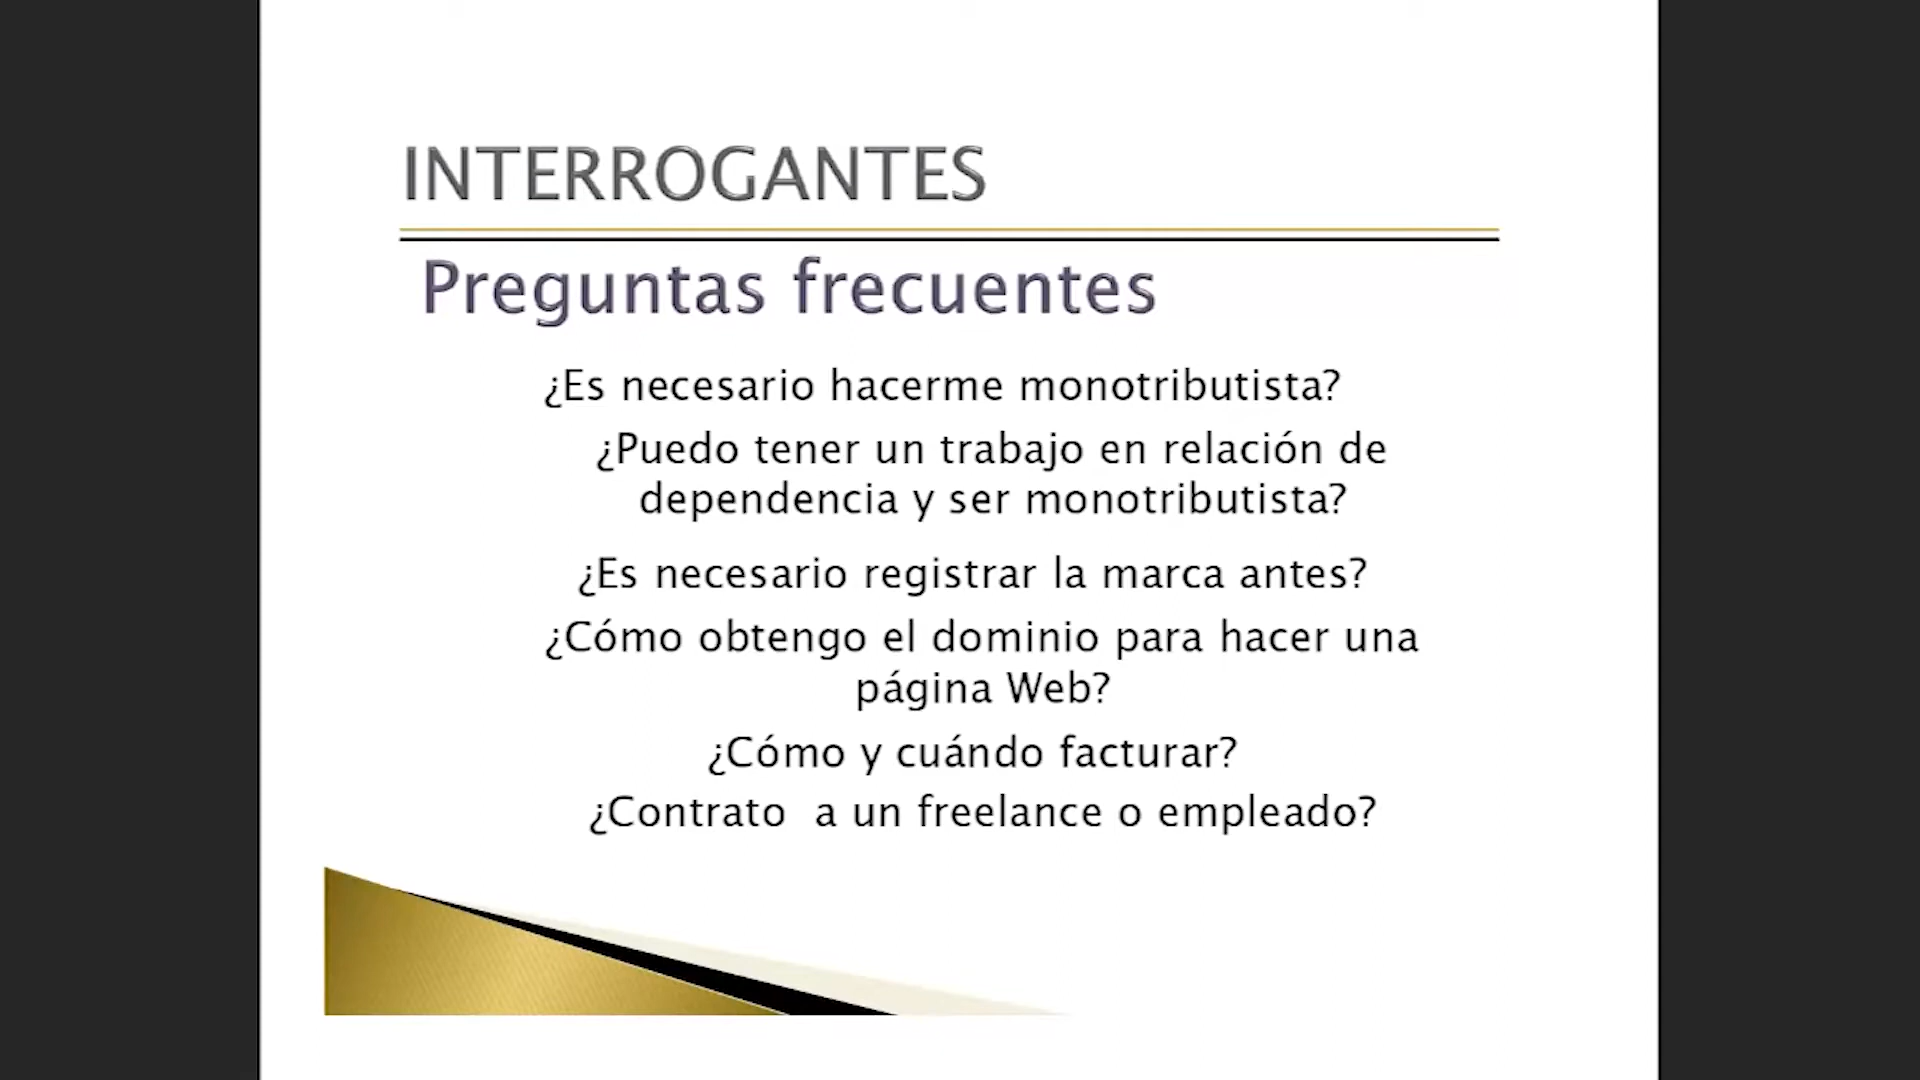 INTERROGANTES
Preguntas frecuentes
¿Es necesario hacerme monotributista?
¿Puedo tener un trabajo en relación de
dependencia y ser monotributista?
¿Es necesario registrar la marca antes?
¿Cómo obtengo el dominio para hacer una
página Web?
¿Cómo y cuándo facturar?
¿Contrato a un freelance o empleado?